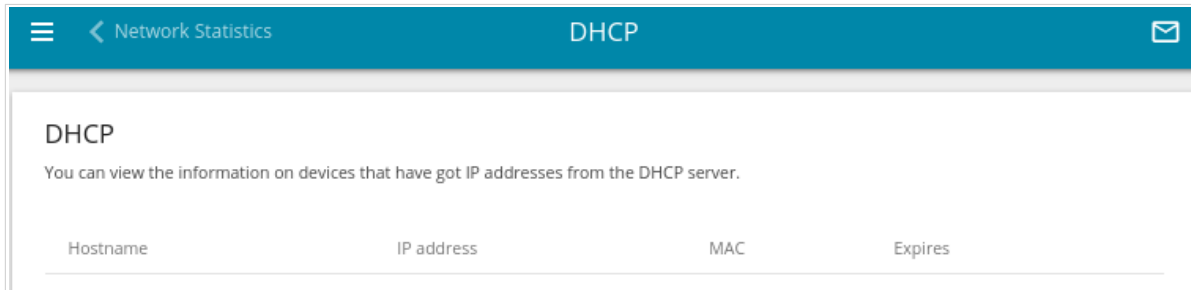 Network Statistics DHCP
DHCP
You can view the information on devices that have got IP addresses from the DHCP server.
Hostname IP address MAC Expires